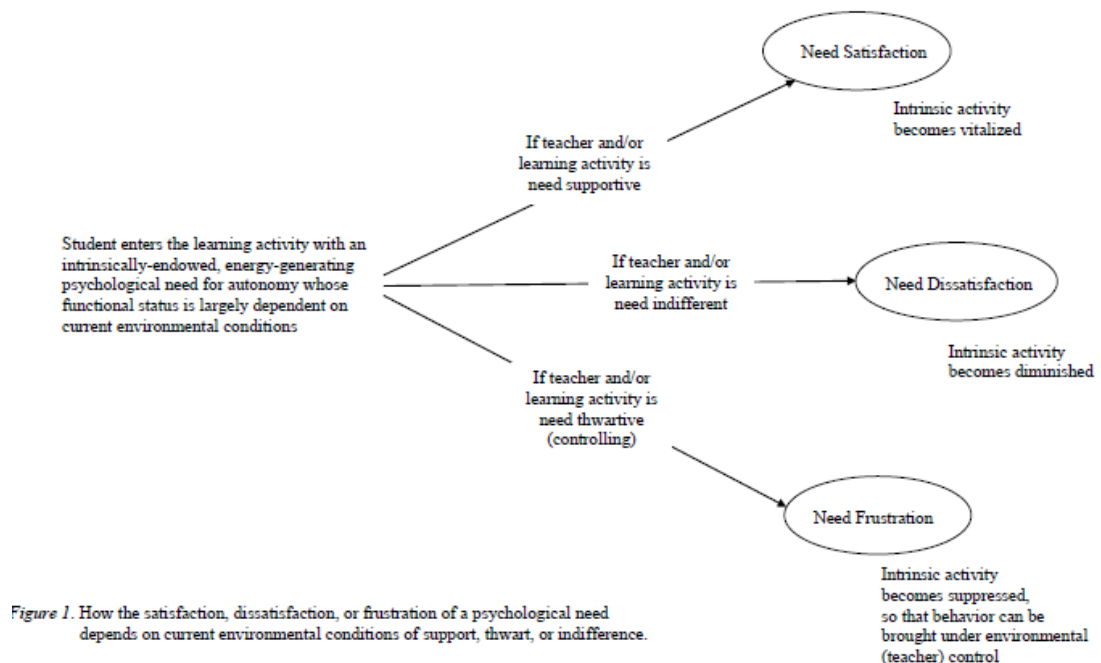 Need Satisfaction
Intrinsic activity
becomes vitalized
If teacher and/or
learning activity is
need supportive
Student enters the learning activity with an
intrinsically-endowed, energy-generating
psychological need for autonomy whose
functional status is largely dependent on
current environmental conditions
If teacher and/or
learning activity is
need indifferent
Need Dissatisfaction
Intrinsic activity
becomes diminished
If teacher and/or
learning activity is
need thwartive
(controlling)
Need Frustration
Intrinsic activity
becomes suppressed,
so that behavior can be
brought under environmental
(teacher) control
Figure 1. How the satisfaction, dissatisfaction, or frustration of a psychological need
depends on current environmental conditions of support, thwart, or indifference.